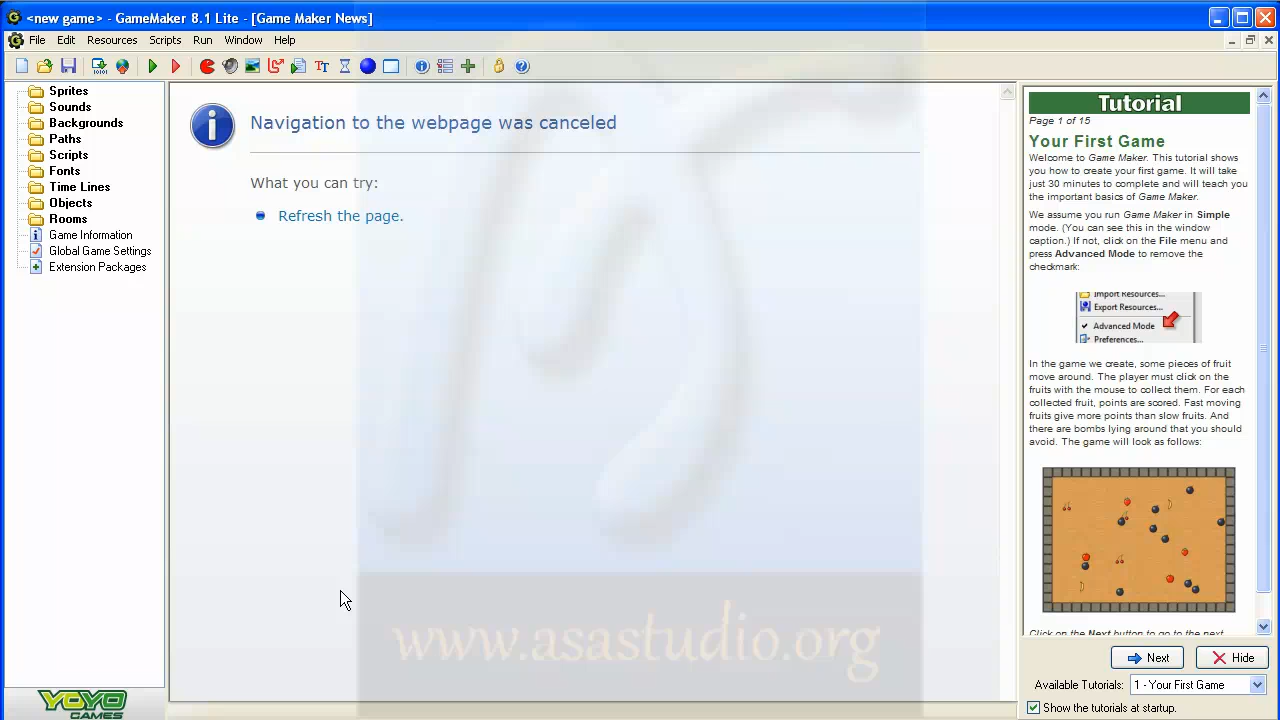 <new game> - GameMaker 8.1 Lite - [Game Maker News]
File Edit Resources Scripts Run Window Help
Sprites
Sounds
Backgrounds
Paths
Scripts
Fonts
Time Lines
Objects
Rooms
Game Information
Global Game Settings
Extension Packages
YOYO
GAMES
Navigation to the webpage was canceled
What you can try:
Refresh the page.
www.asastudio.org
Tutorial
Page 1 of 15
Your First Game
Welcome to Game Maker. This tutorial shows
you how to create your first game. It will take
just 30 minutes to complete and will teach you
the important basics of Game Maker.
We assume you run Game Maker in Simple
mode. (You can see this in the window
caption.) If not, click on the File menu and
press Advanced Mode to remove the
checkmark:
Import Resources...
Export Resources...
Advanced Mode
Preferences...
In the game we create, some pieces of fruit
move around. The player must click on the
fruits with the mouse to collect them. For each
collected fruit, points are scored. Fast moving
fruits give more points than slow fruits. And
there are bombs lying around that you should
avoid. The game will look as follows:
Click on the Next button to go to the next
Next Hide
Available Tutorials: 1 - Your First Game
Show the tutorials at startup.